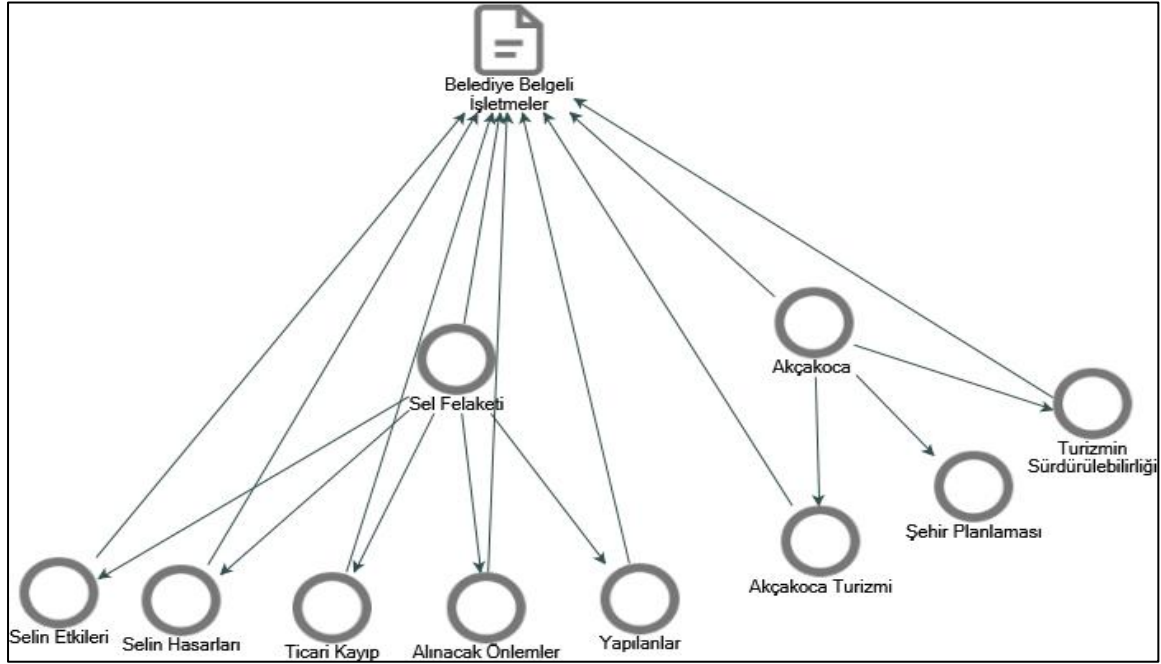 Belediye Belgeli
İşletmeler
Akçakoca
Sel Felaketi
Turizmin
Sürdürülebilirliği
Şehir Planlaması
Akçakoca Turizmi
Selin Etkileri
Selin Hasarları
Ticari Kayıp
Alınacak Önlemler
Yapılanlar